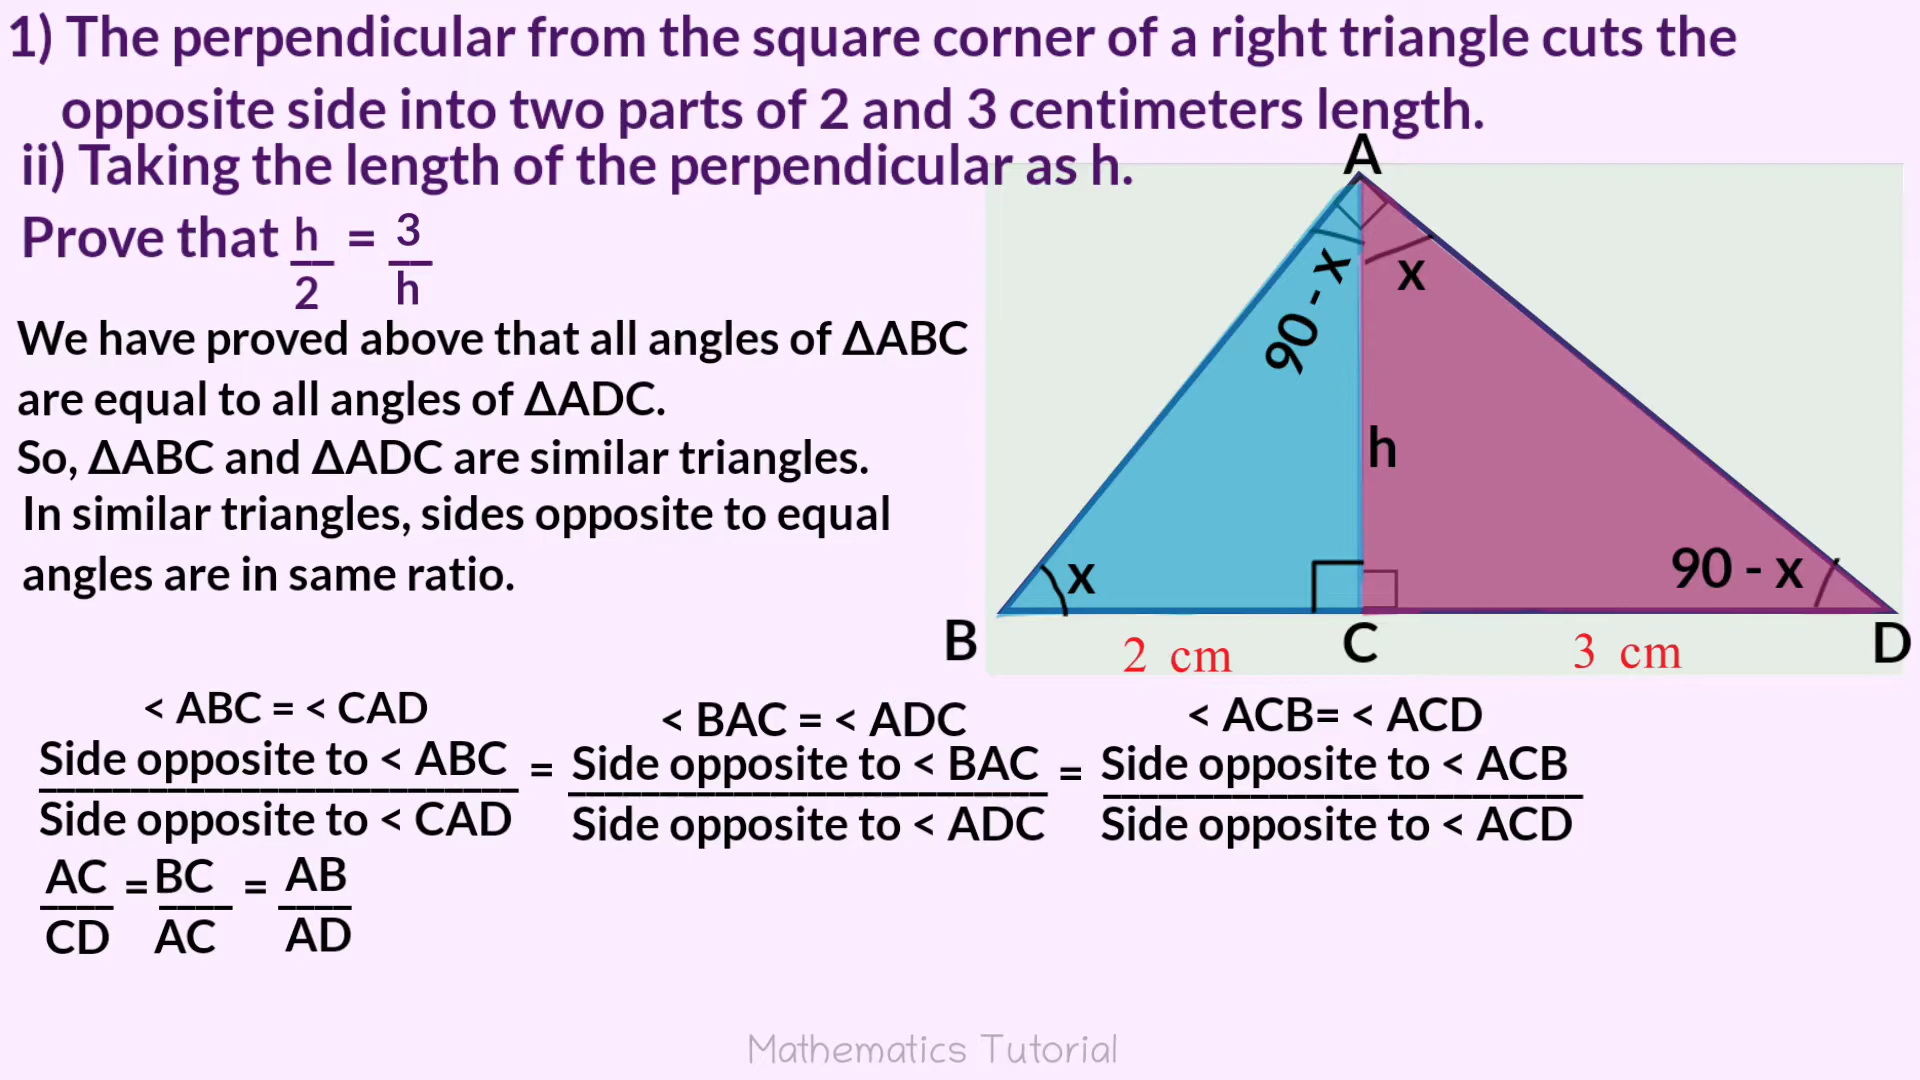 1) The perpendicular from the square corner of a right triangle cuts the
opposite side into two parts of 2 and 3 centimeters length.
ii) Taking the length of the perpendicular as h.
Prove that h/2 = 3/h
We have proved above that all angles of ΔABC
are equal to all angles of ΔADC.
So, ΔABC and ΔADC are similar triangles.
In similar triangles, sides opposite to equal
angles are in same ratio.
A
90 - x
x
h
x
90 - x
B
2 cm
C
3 cm
D
< ABC = < CAD
< BAC = < ADC
< ACB= < ACD
Side opposite to < ABC = Side opposite to < BAC = Side opposite to < ACB
Side opposite to < CAD Side opposite to < ADC Side opposite to < ACD
AC = BC = AB
CD AC AD
Mathematics Tutorial